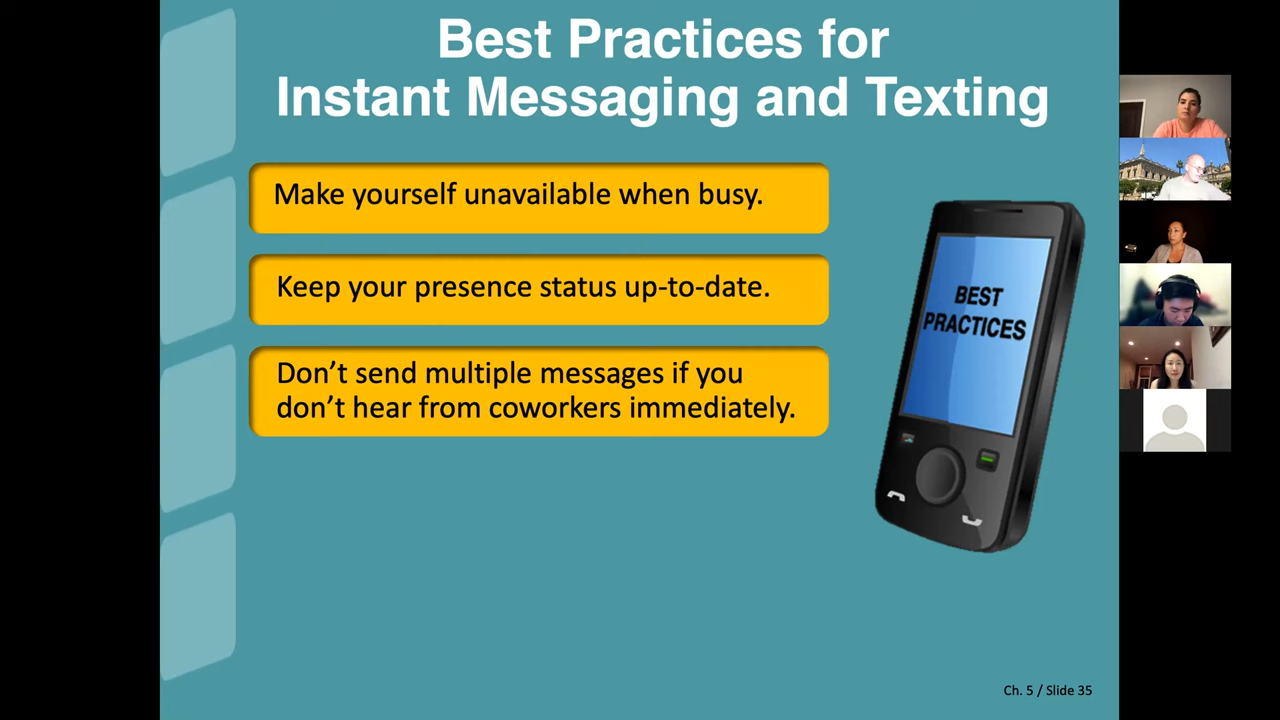 Best Practices for
Instant Messaging and Texting
Make yourself unavailable when busy.
Keep your presence status up-to-date.
Don’t send multiple messages if you
don’t hear from coworkers immediately.
BEST
PRACTICES
Ch. 5 / Slide 35